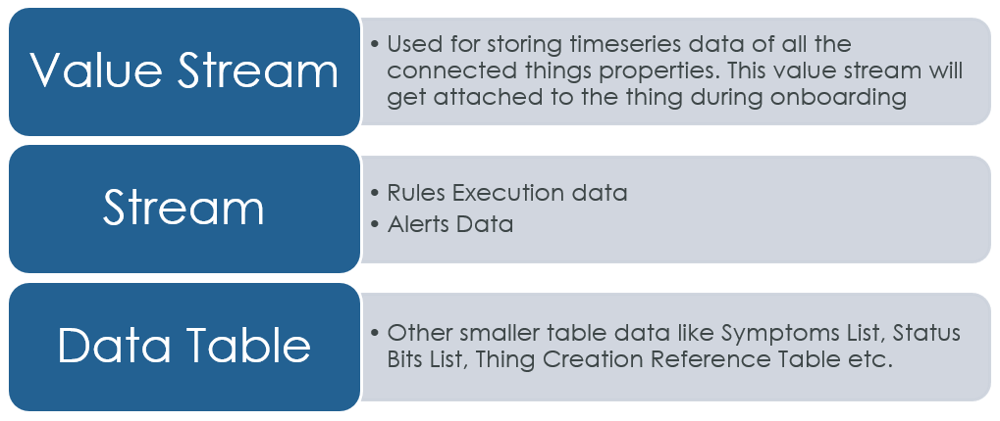 Value Stream
• Used for storing timeseries data of all the
connected things properties. This value stream will
get attached to the thing during onboarding
Stream
• Rules Execution data
• Alerts Data
Data Table
• Other smaller table data like Symptoms List, Status
Bits List, Thing Creation Reference Table etc.